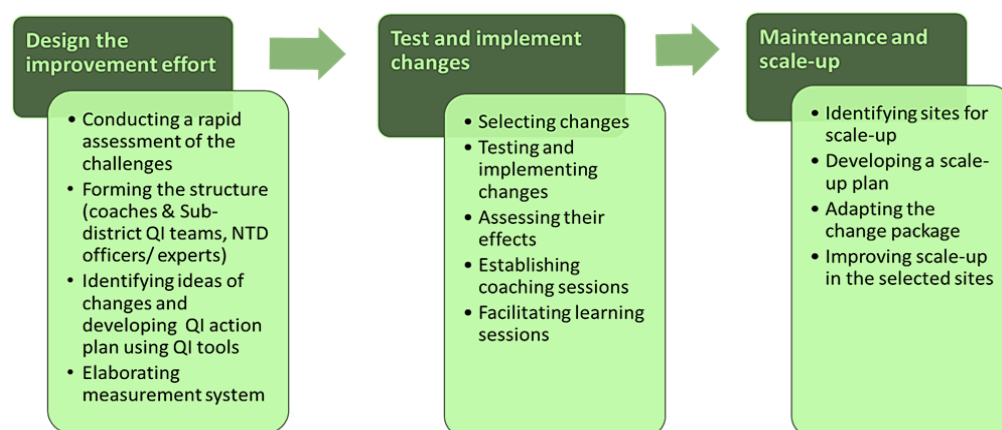 Design the
improvement effort
• Conducting a rapid
assessment of the
challenges
• Forming the structure
(coaches & Sub-
district QI teams, NTD
officers/ experts)
• Identifying ideas of
changes and
developing QI action
plan using QI tools
• Elaborating
measurement system
Test and implement
changes
• Selecting changes
• Testing and
implementing
changes
• Assessing their
effects
• Establishing
coaching sessions
• Facilitating learning
sessions
Maintenance and
scale-up
• Identifying sites for
scale-up
• Developing a scale-
up plan
• Adapting the
change package
• Improving scale-up
in the selected sites